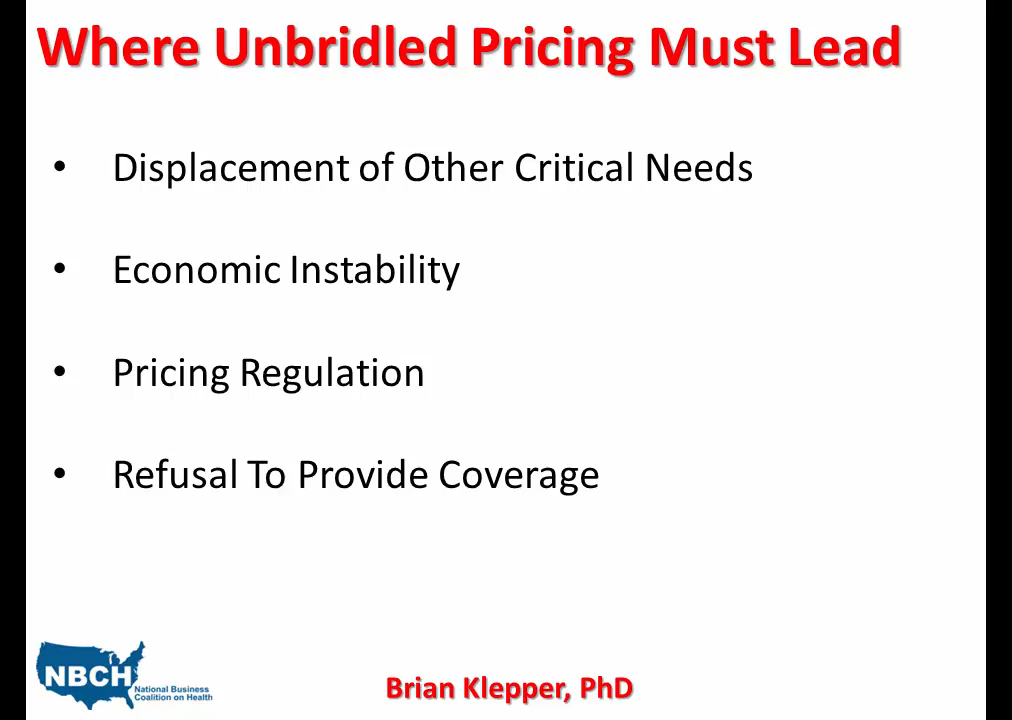 Where Unbridled Pricing Must Lead
• Displacement of Other Critical Needs
• Economic Instability
• Pricing Regulation
• Refusal To Provide Coverage
NBCH
National Business
Coalition on Health
Brian Klepper, PhD